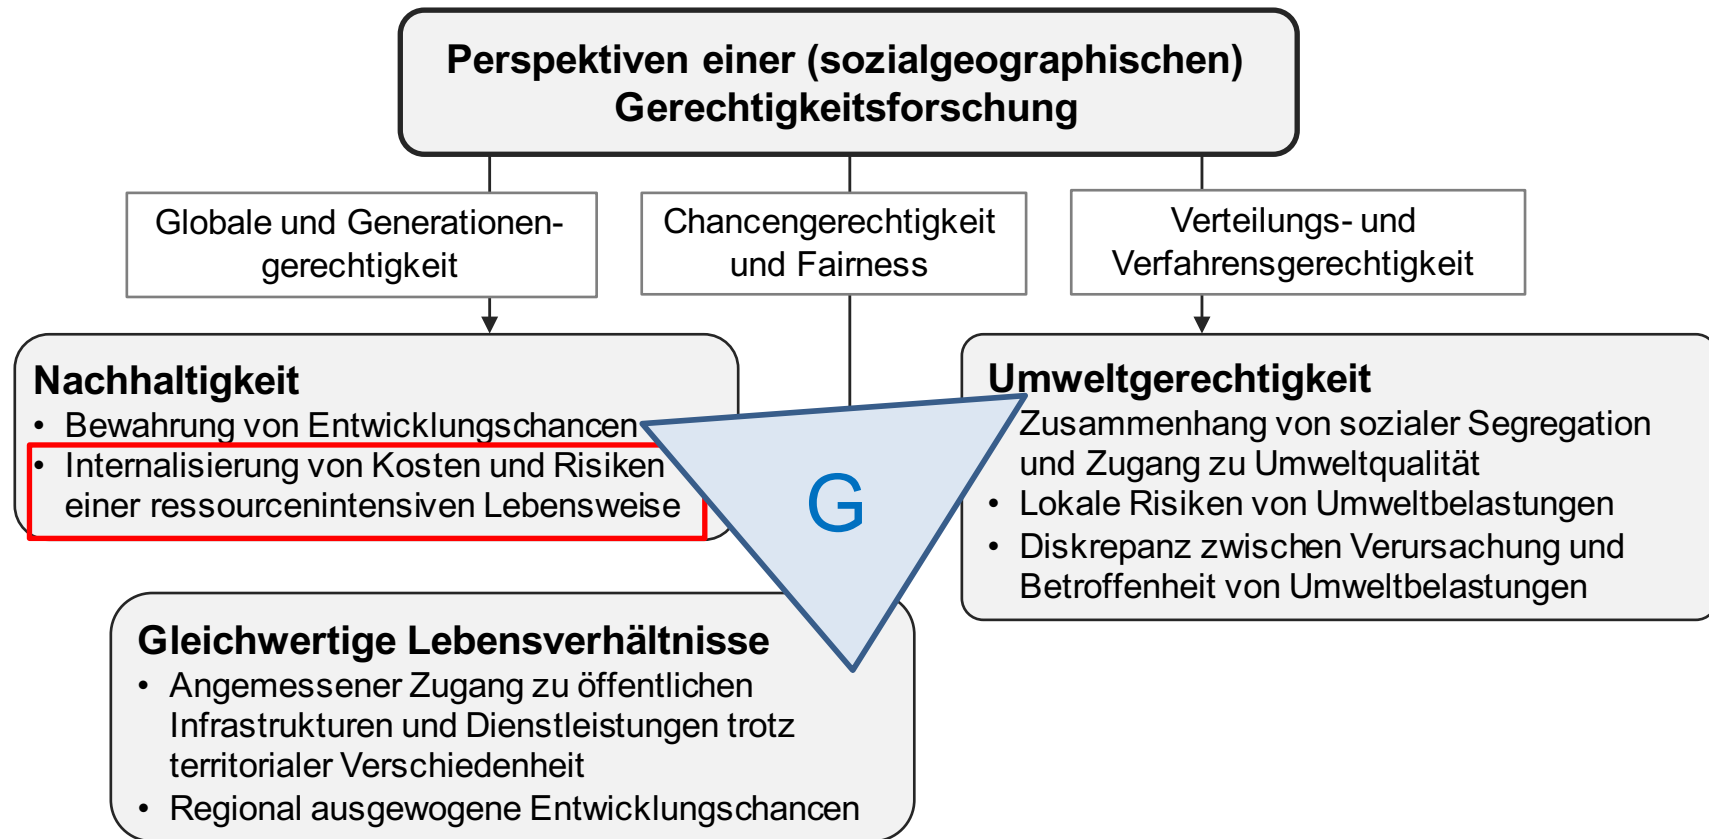 Perspektiven einer (sozialgeographischen)
Gerechtigkeitsforschung
Globale und Generationen-
gerechtigkeit
Chancengerechtigkeit
und Fairness
Verteilungs- und
Verfahrensgerechtigkeit
Nachhaltigkeit
• Bewahrung von Entwicklungschancen
• Internalisierung von Kosten und Risiken
einer ressourcenintensiven Lebensweise
G
Umweltgerechtigkeit
Zusammenhang von sozialer Segregation
und Zugang zu Umweltqualität
• Lokale Risiken von Umweltbelastungen
• Diskrepanz zwischen Verursachung und
Betroffenheit von Umweltbelastungen
Gleichwertige Lebensverhältnisse
• Angemessener Zugang zu öffentlichen
Infrastrukturen und Dienstleistungen trotz
territorialer Verschiedenheit
• Regional ausgewogene Entwicklungschancen